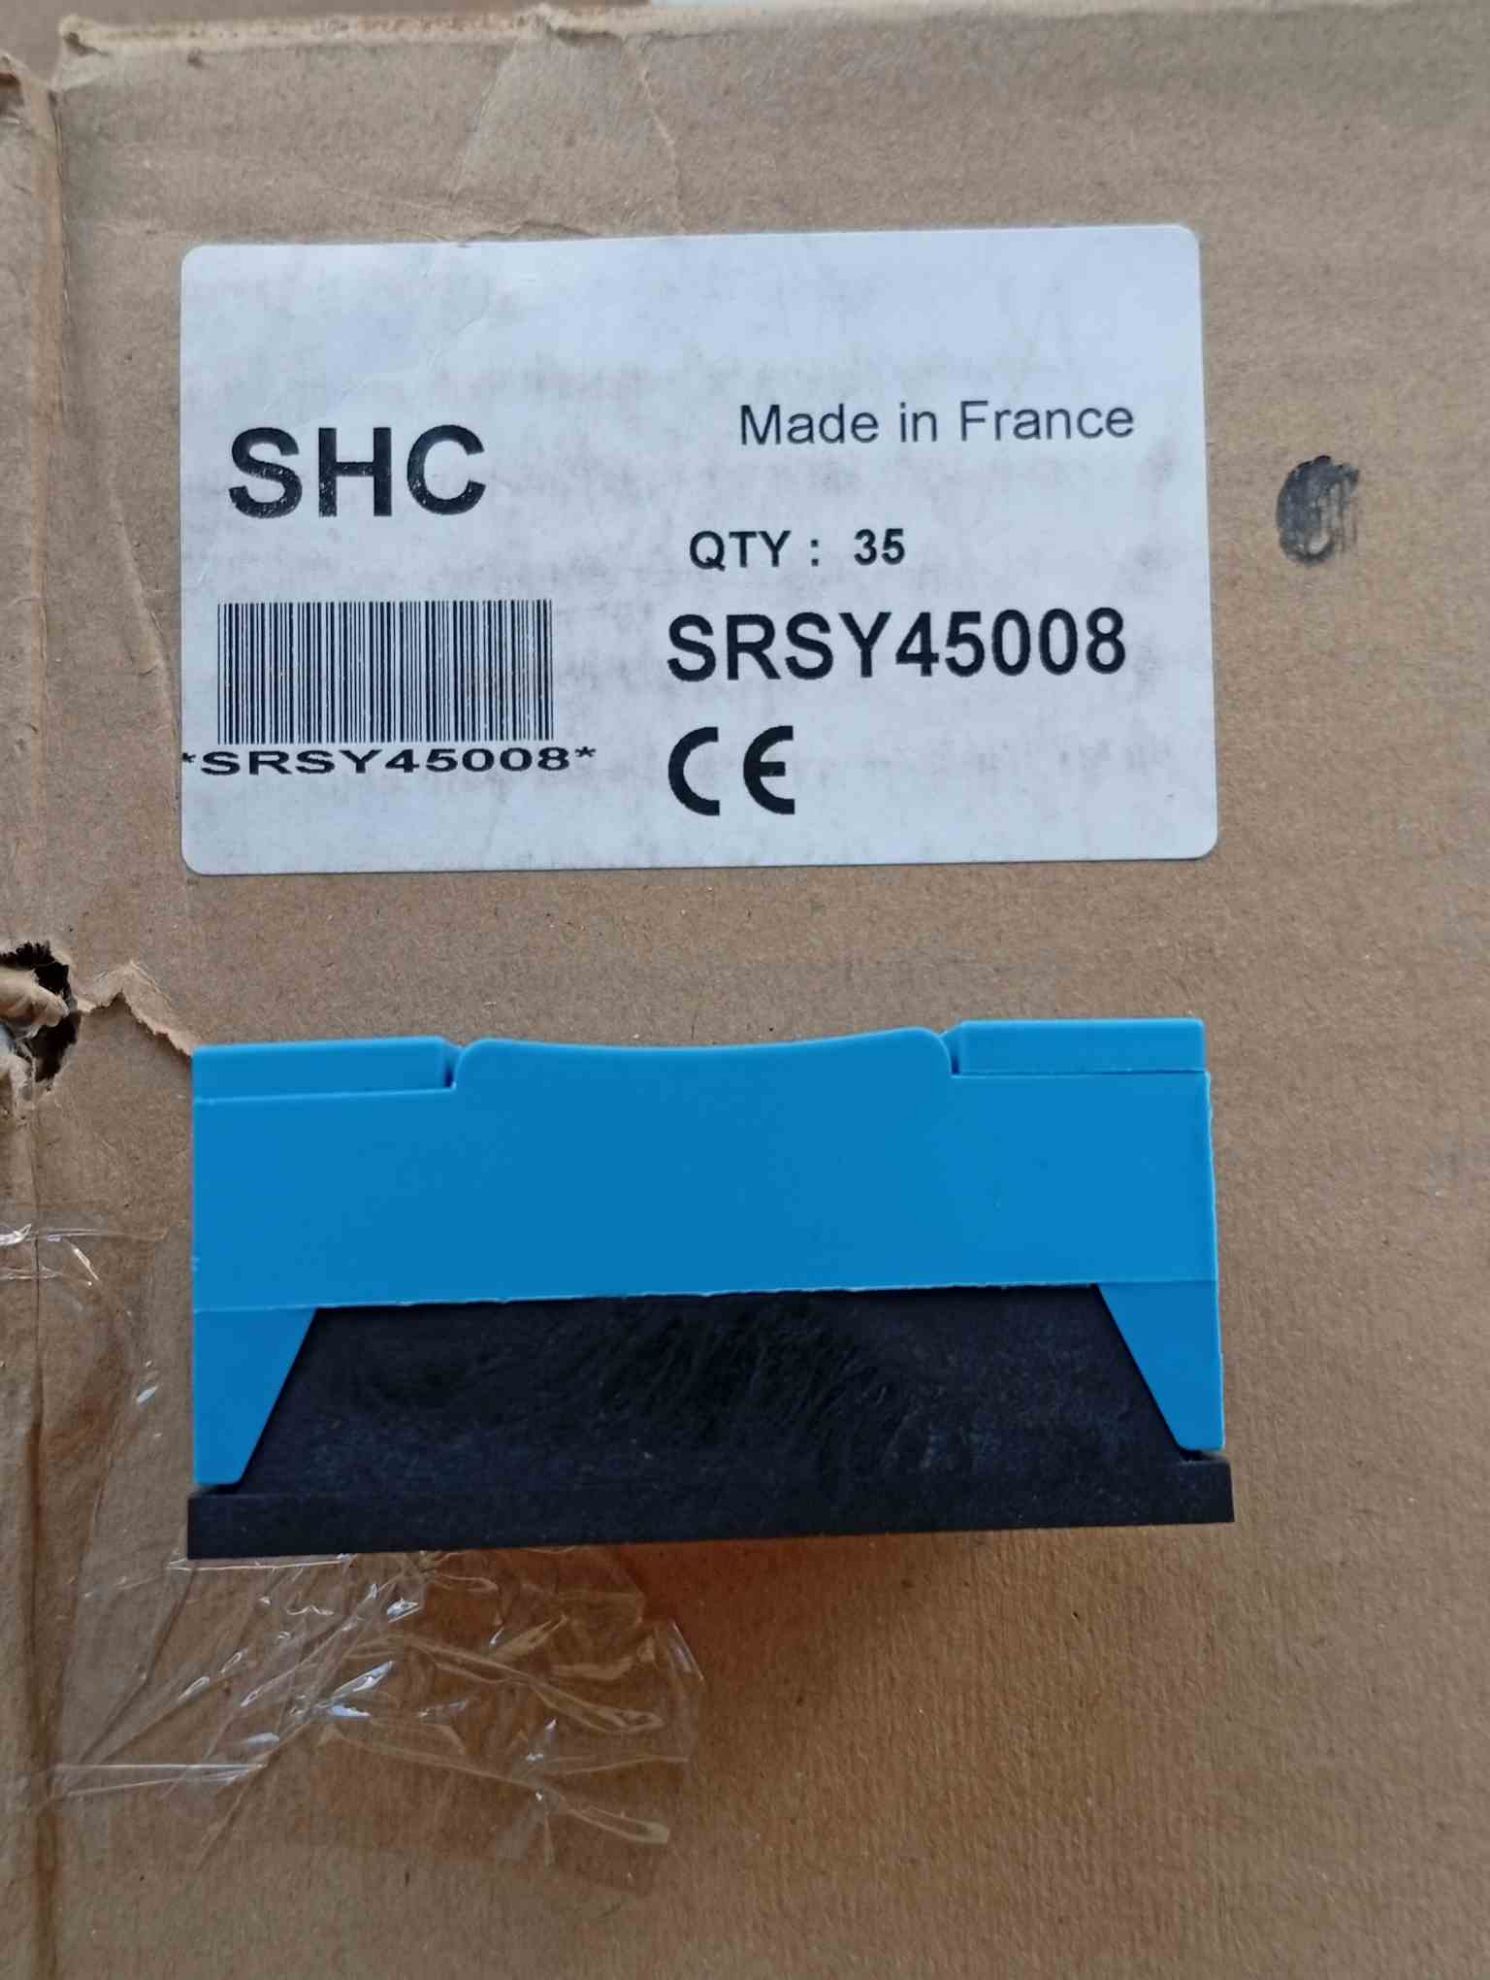 SHC
Made in France
QTY : 35
SRSY45008
*SRSY45008*
CE